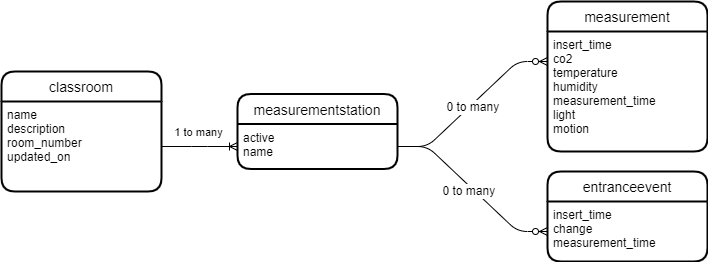 classroom
name
description
room_number
updated_on
1 to many
measurementstation
active
name
0 to many
0 to many
measurement
insert_time
co2
temperature
humidity
measurement_time
light
motion
entranceevent
insert_time
change
measurement_time